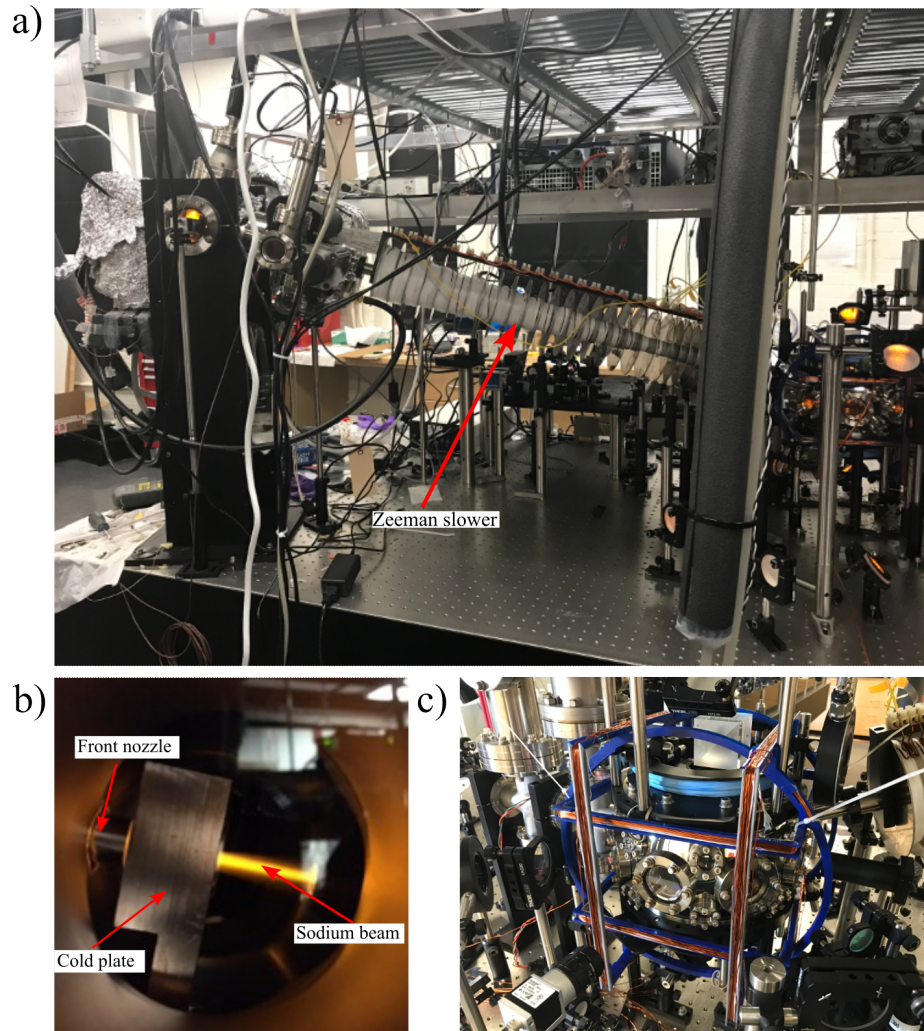 a)
Zeeman slower
b)
Front nozzle
Sodium beam
Cold plate
c)